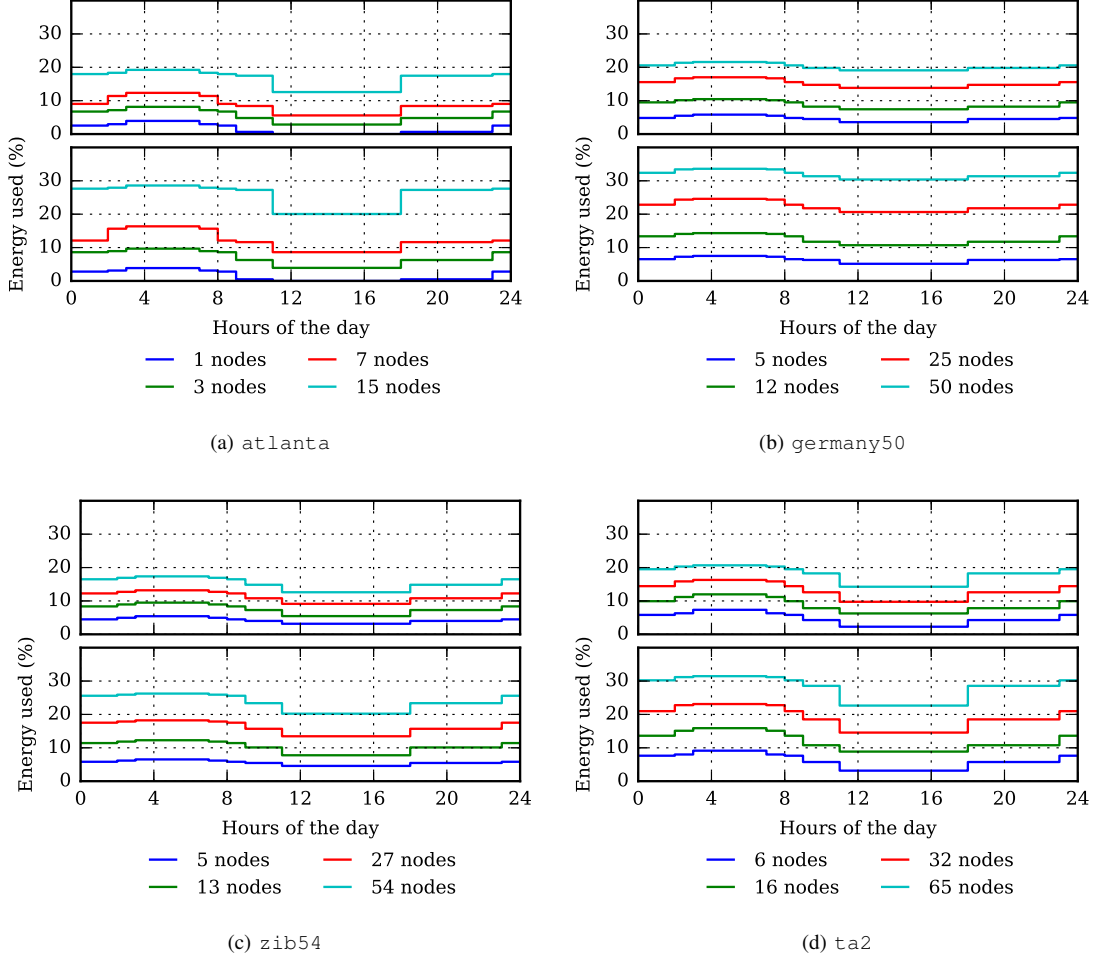 30
20
10
0
30
20
10
0
Energy used (%)
0 4 8 12 16 20 24
Hours of the day
1 nodes 7 nodes
3 nodes 15 nodes
(a) atlanta
30
20
10
0
30
20
10
0
Energy used (%)
0 4 8 12 16 20 24
Hours of the day
5 nodes 25 nodes
12 nodes 50 nodes
(b) germany50
30
20
10
0
30
20
10
0
Energy used (%)
0 4 8 12 16 20 24
Hours of the day
5 nodes 27 nodes
13 nodes 54 nodes
(c) zib54
30
20
10
0
30
20
10
0
Energy used (%)
0 4 8 12 16 20 24
Hours of the day
6 nodes 32 nodes
16 nodes 65 nodes
(d) ta2